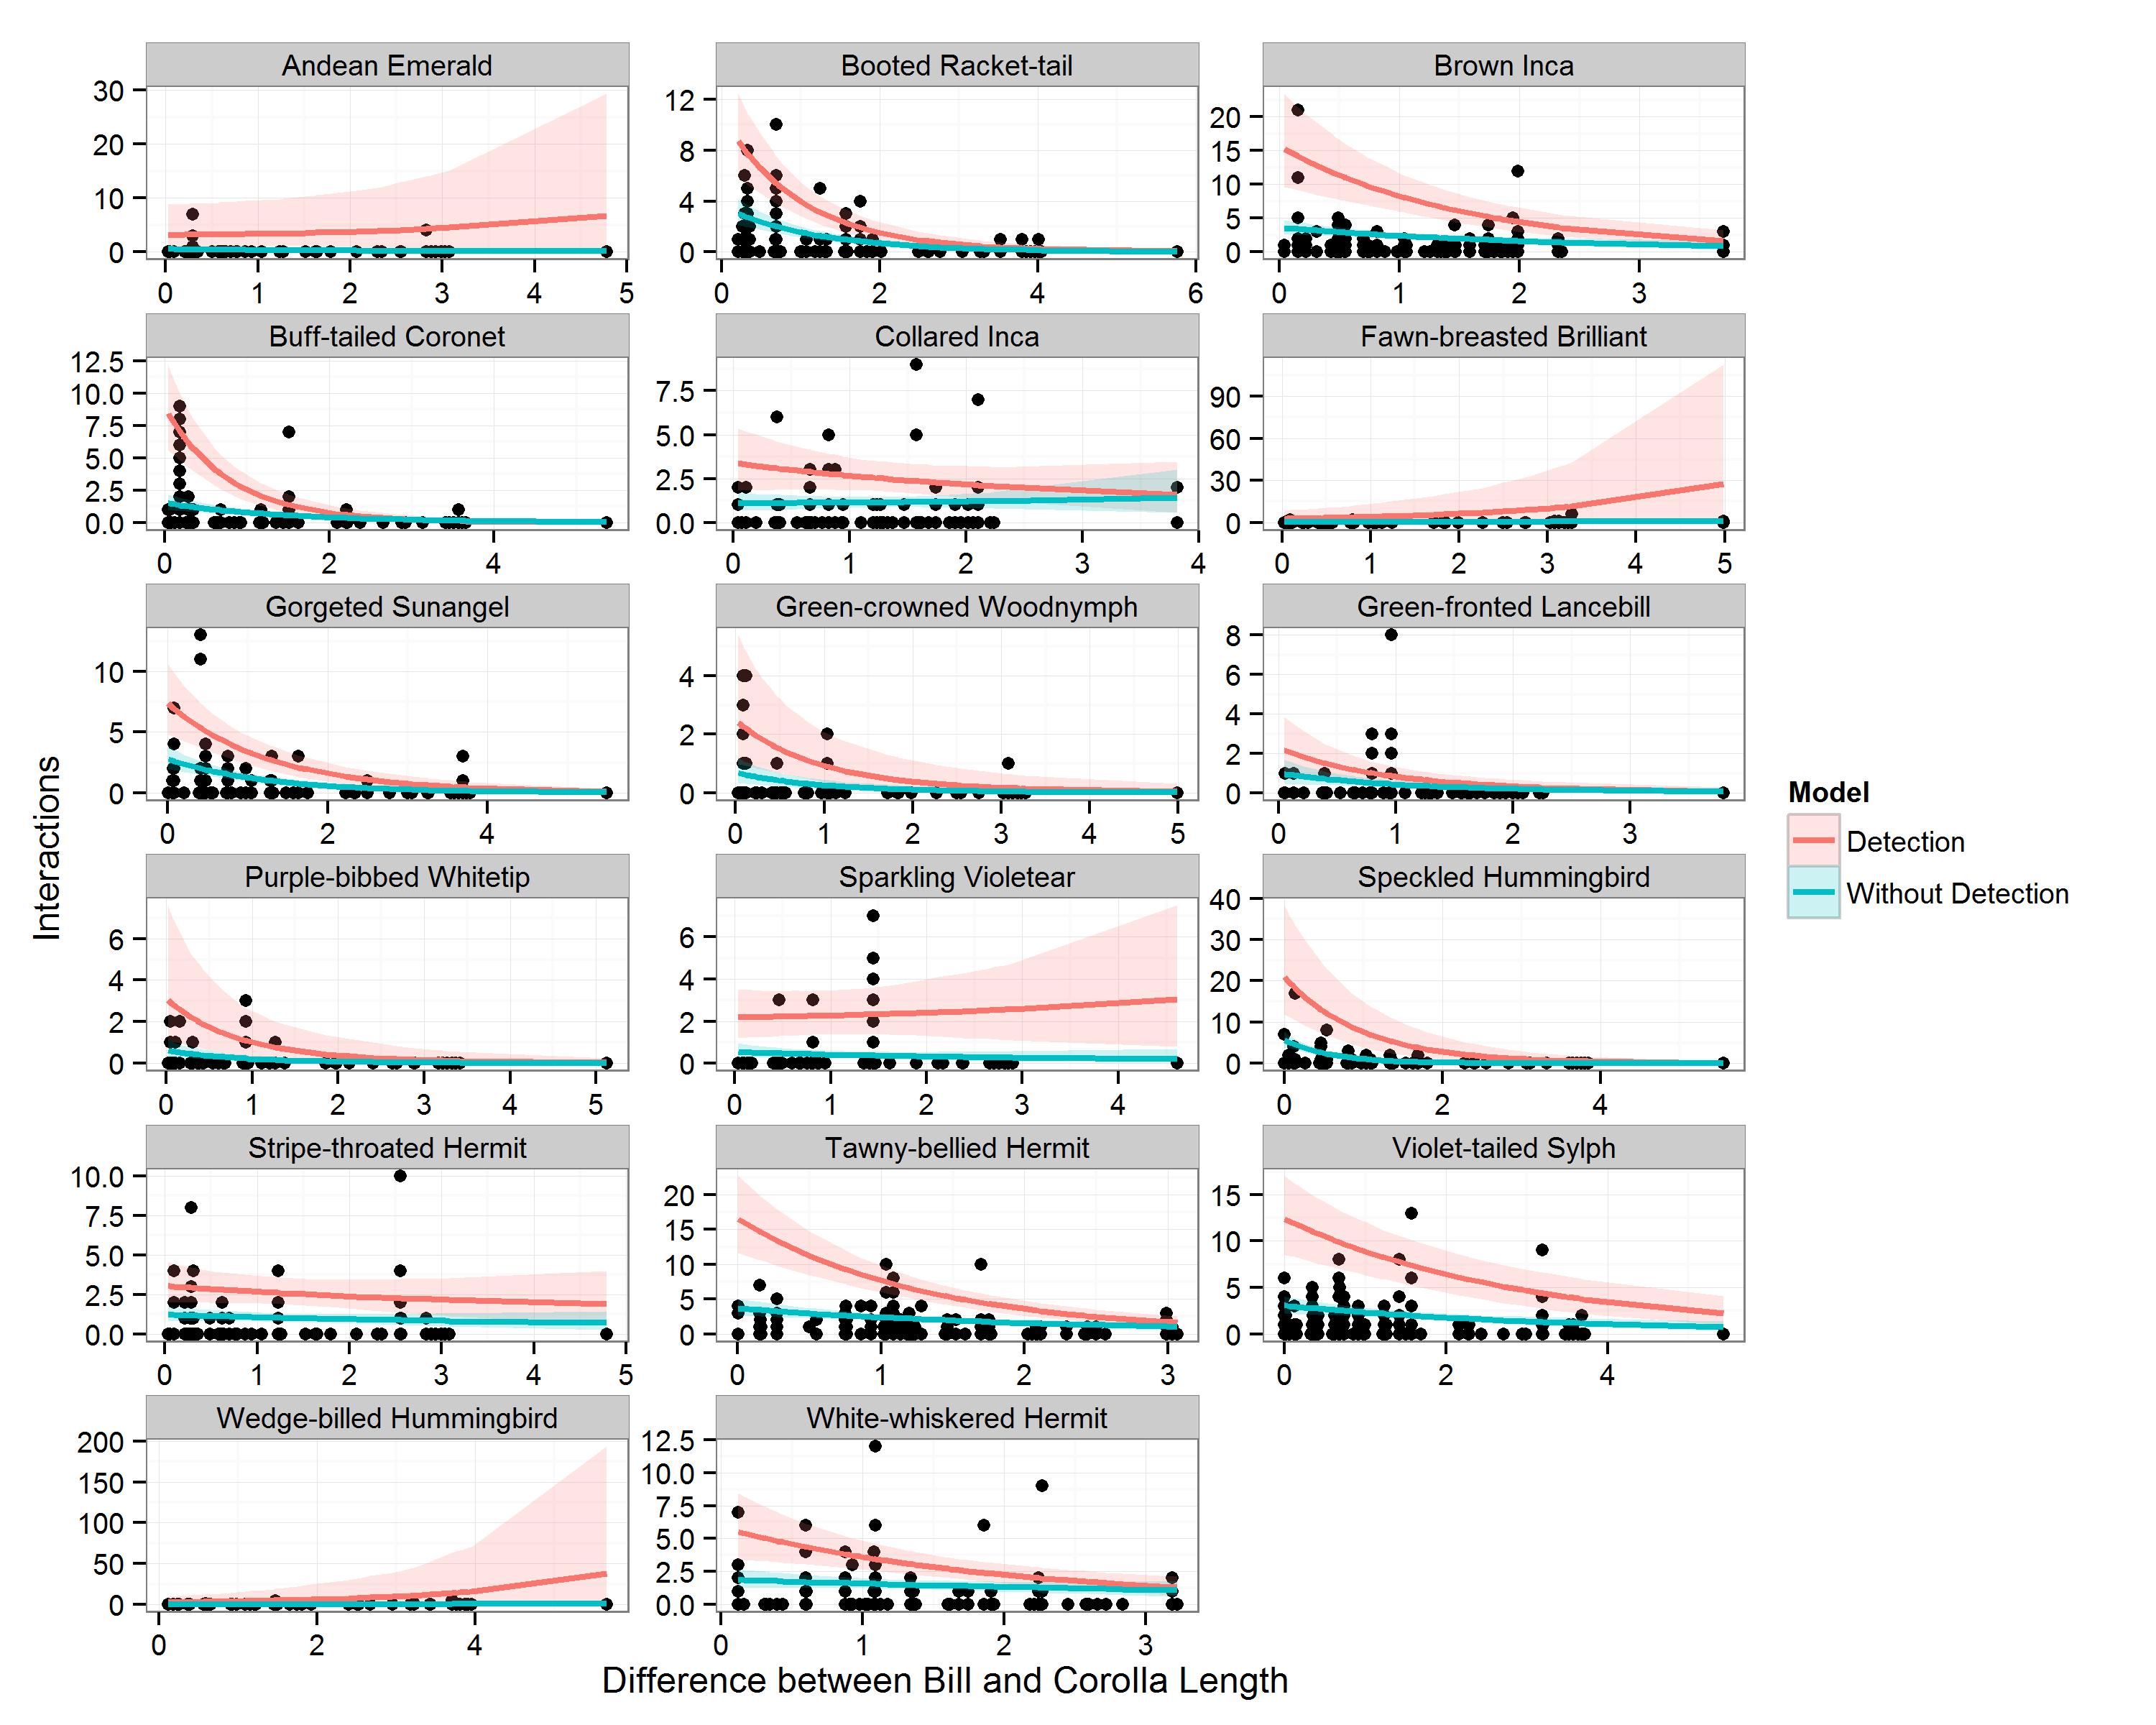 Andean Emerald
Booted Racket-tail
Brown Inca
30
20
10
0
0 1 2 3 4 5
12
8
4
0
0 2 4 6
20
15
10
5
0
0 1 2 3
Buff-tailed Coronet
Collared Inca
Fawn-breasted Brilliant
12.5
10.0
7.5
5.0
2.5
0.0
0 2 4
7.5
5.0
2.5
0.0
0 1 2 3 4
90
60
30
0
0 1 2 3 4 5
Gorgeted Sunangel
Green-crowned Woodnymph
Green-fronted Lancebill
10
5
0
0 2 4
4
2
0
0 1 2 3 4 5
8
6
4
2
0
0 1 2 3
Interactions
Model
Detection
Without Detection
Purple-bibbed Whitetip
Sparkling Violetear
Speckled Hummingbird
6
4
2
0
0 1 2 3 4 5
6
4
2
0
0 1 2 3 4
40
30
20
10
0
0 2 4
Stripe-throated Hermit
Tawny-bellied Hermit
Violet-tailed Sylph
10.0
7.5
5.0
2.5
0.0
0 1 2 3 4 5
20
15
10
5
0
0 1 2 3
15
10
5
0
0 2 4
Wedge-billed Hummingbird
White-whiskered Hermit
200
150
100
50
0
0 2 4
12.5
10.0
7.5
5.0
2.5
0.0
0 1 2 3
Difference between Bill and Corolla Length